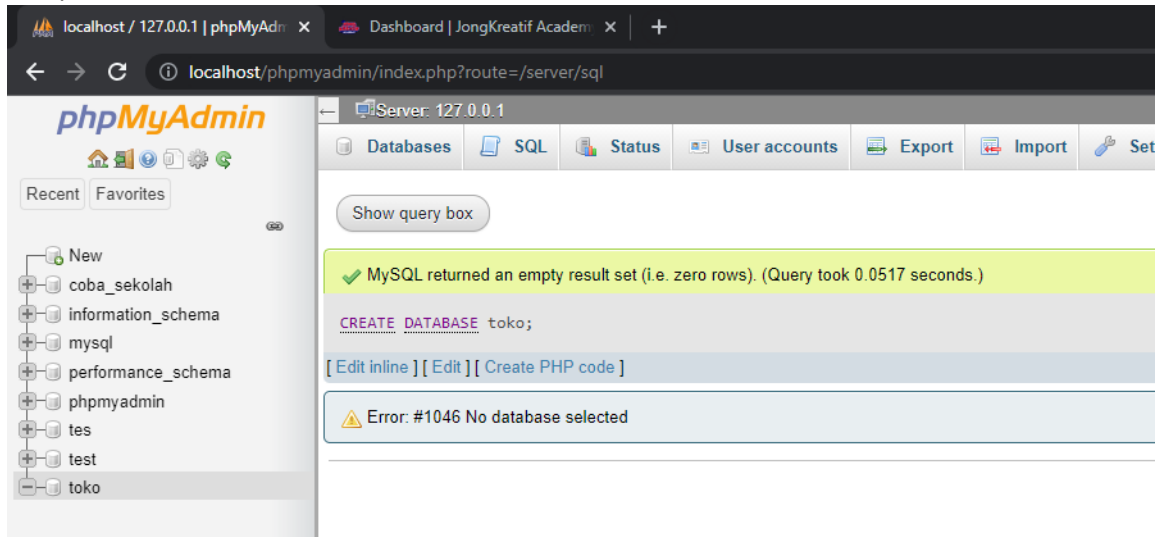 localhost / 127.0.0.1 | phpMyAdm
Dashboard | JongKreatif Academ
localhost/phpmyadmin/index.php?route=/server/sql
phpMyAdmin
Recent Favorites
New
coba_sekolah
information_schema
mysql
performance_schema
phpmyadmin
tes
test
toko
Server: 127.0.0.1
Databases SQL Status User accounts Export Import Set
Show query box
MySQL returned an empty result set (i.e. zero rows). (Query took 0.0517 seconds.)
CREATE DATABASE toko;
[ Edit inline ] [ Edit ] [ Create PHP code ]
Error: #1046 No database selected